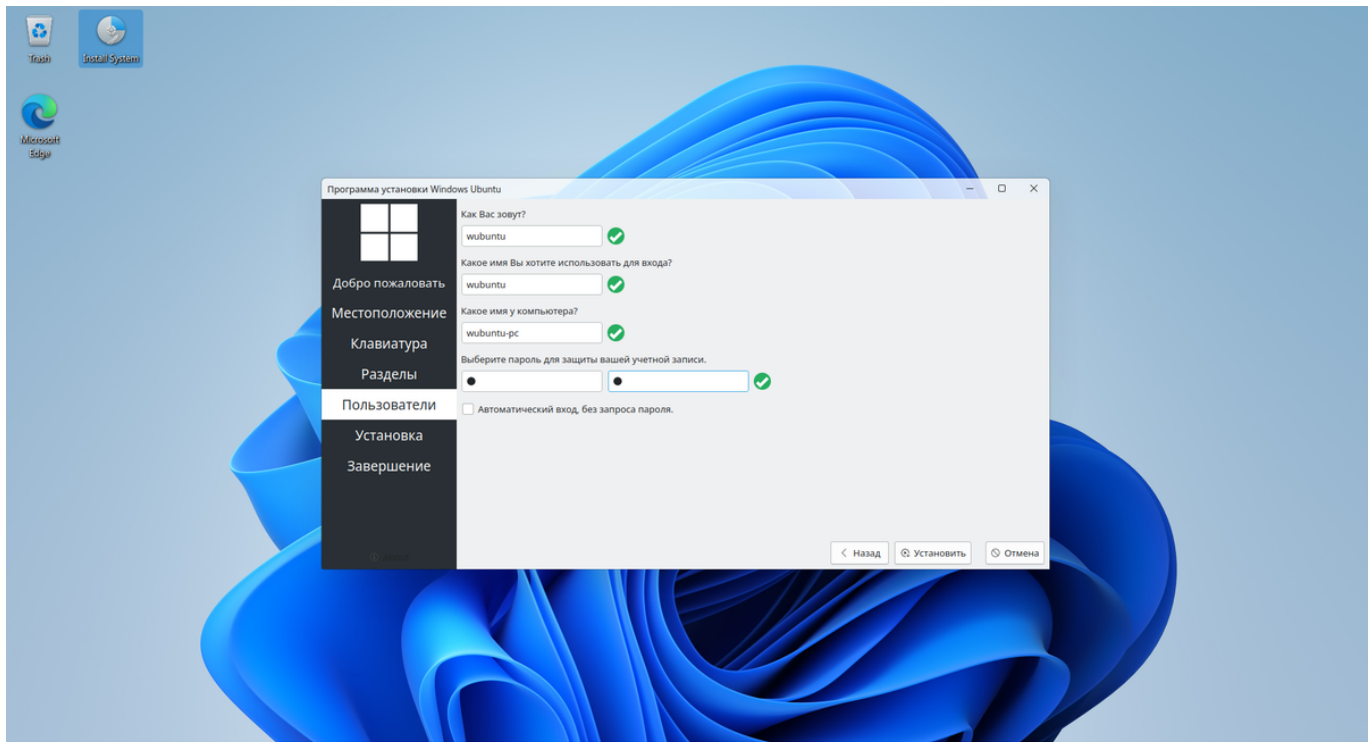 Trash
Install System
Microsoft
Edge
Программа установки Windows Ubuntu
Добро пожаловать
Местоположение
Клавиатура
Разделы
Пользователи
Установка
Завершение
Как Вас зовут?
wubuntu
Какое имя Вы хотите использовать для входа?
wubuntu
Какое имя у компьютера?
wubuntu-pc
Выберите пароль для защиты вашей учетной записи.
Автоматический вход, без запроса пароля.
Назад
Установить
Отмена